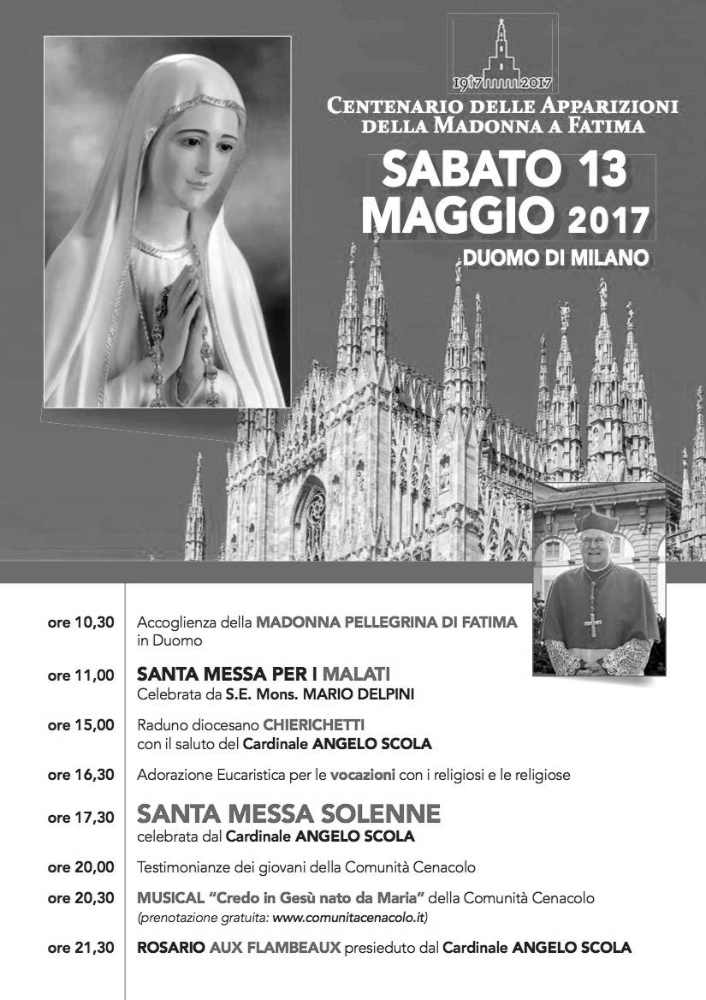 1917 2017
CENTENARIO DELLE APPARIZIONI
DELLA MADONNA A FATIMA
SABATO 13
MAGGIO 2017
DUOMO DI MILANO
ore 10,30 Accoglienza della MADONNA PELLEGRINA DI FATIMA
in Duomo
ore 11,00 SANTA MESSA PER I MALATI
Celebrata da S.E. Mons. MARIO DELPINI
ore 15,00 Raduno diocesano CHIERICHETTI
con il saluto del Cardinale ANGELO SCOLA
ore 16,30 Adorazione Eucaristica per le vocazioni con i religiosi e le religiose
ore 17,30 SANTA MESSA SOLENNE
celebrata dal Cardinale ANGELO SCOLA
ore 20,00 Testimonianze dei giovani della Comunità Cenacolo
ore 20,30 MUSICAL “Credo in Gesù nato da Maria” della Comunità Cenacolo
(prenotazione gratuita: www.comunitacenacolo.it)
ore 21,30 ROSARIO AUX FLAMBEAUX presieduto dal Cardinale ANGELO SCOLA